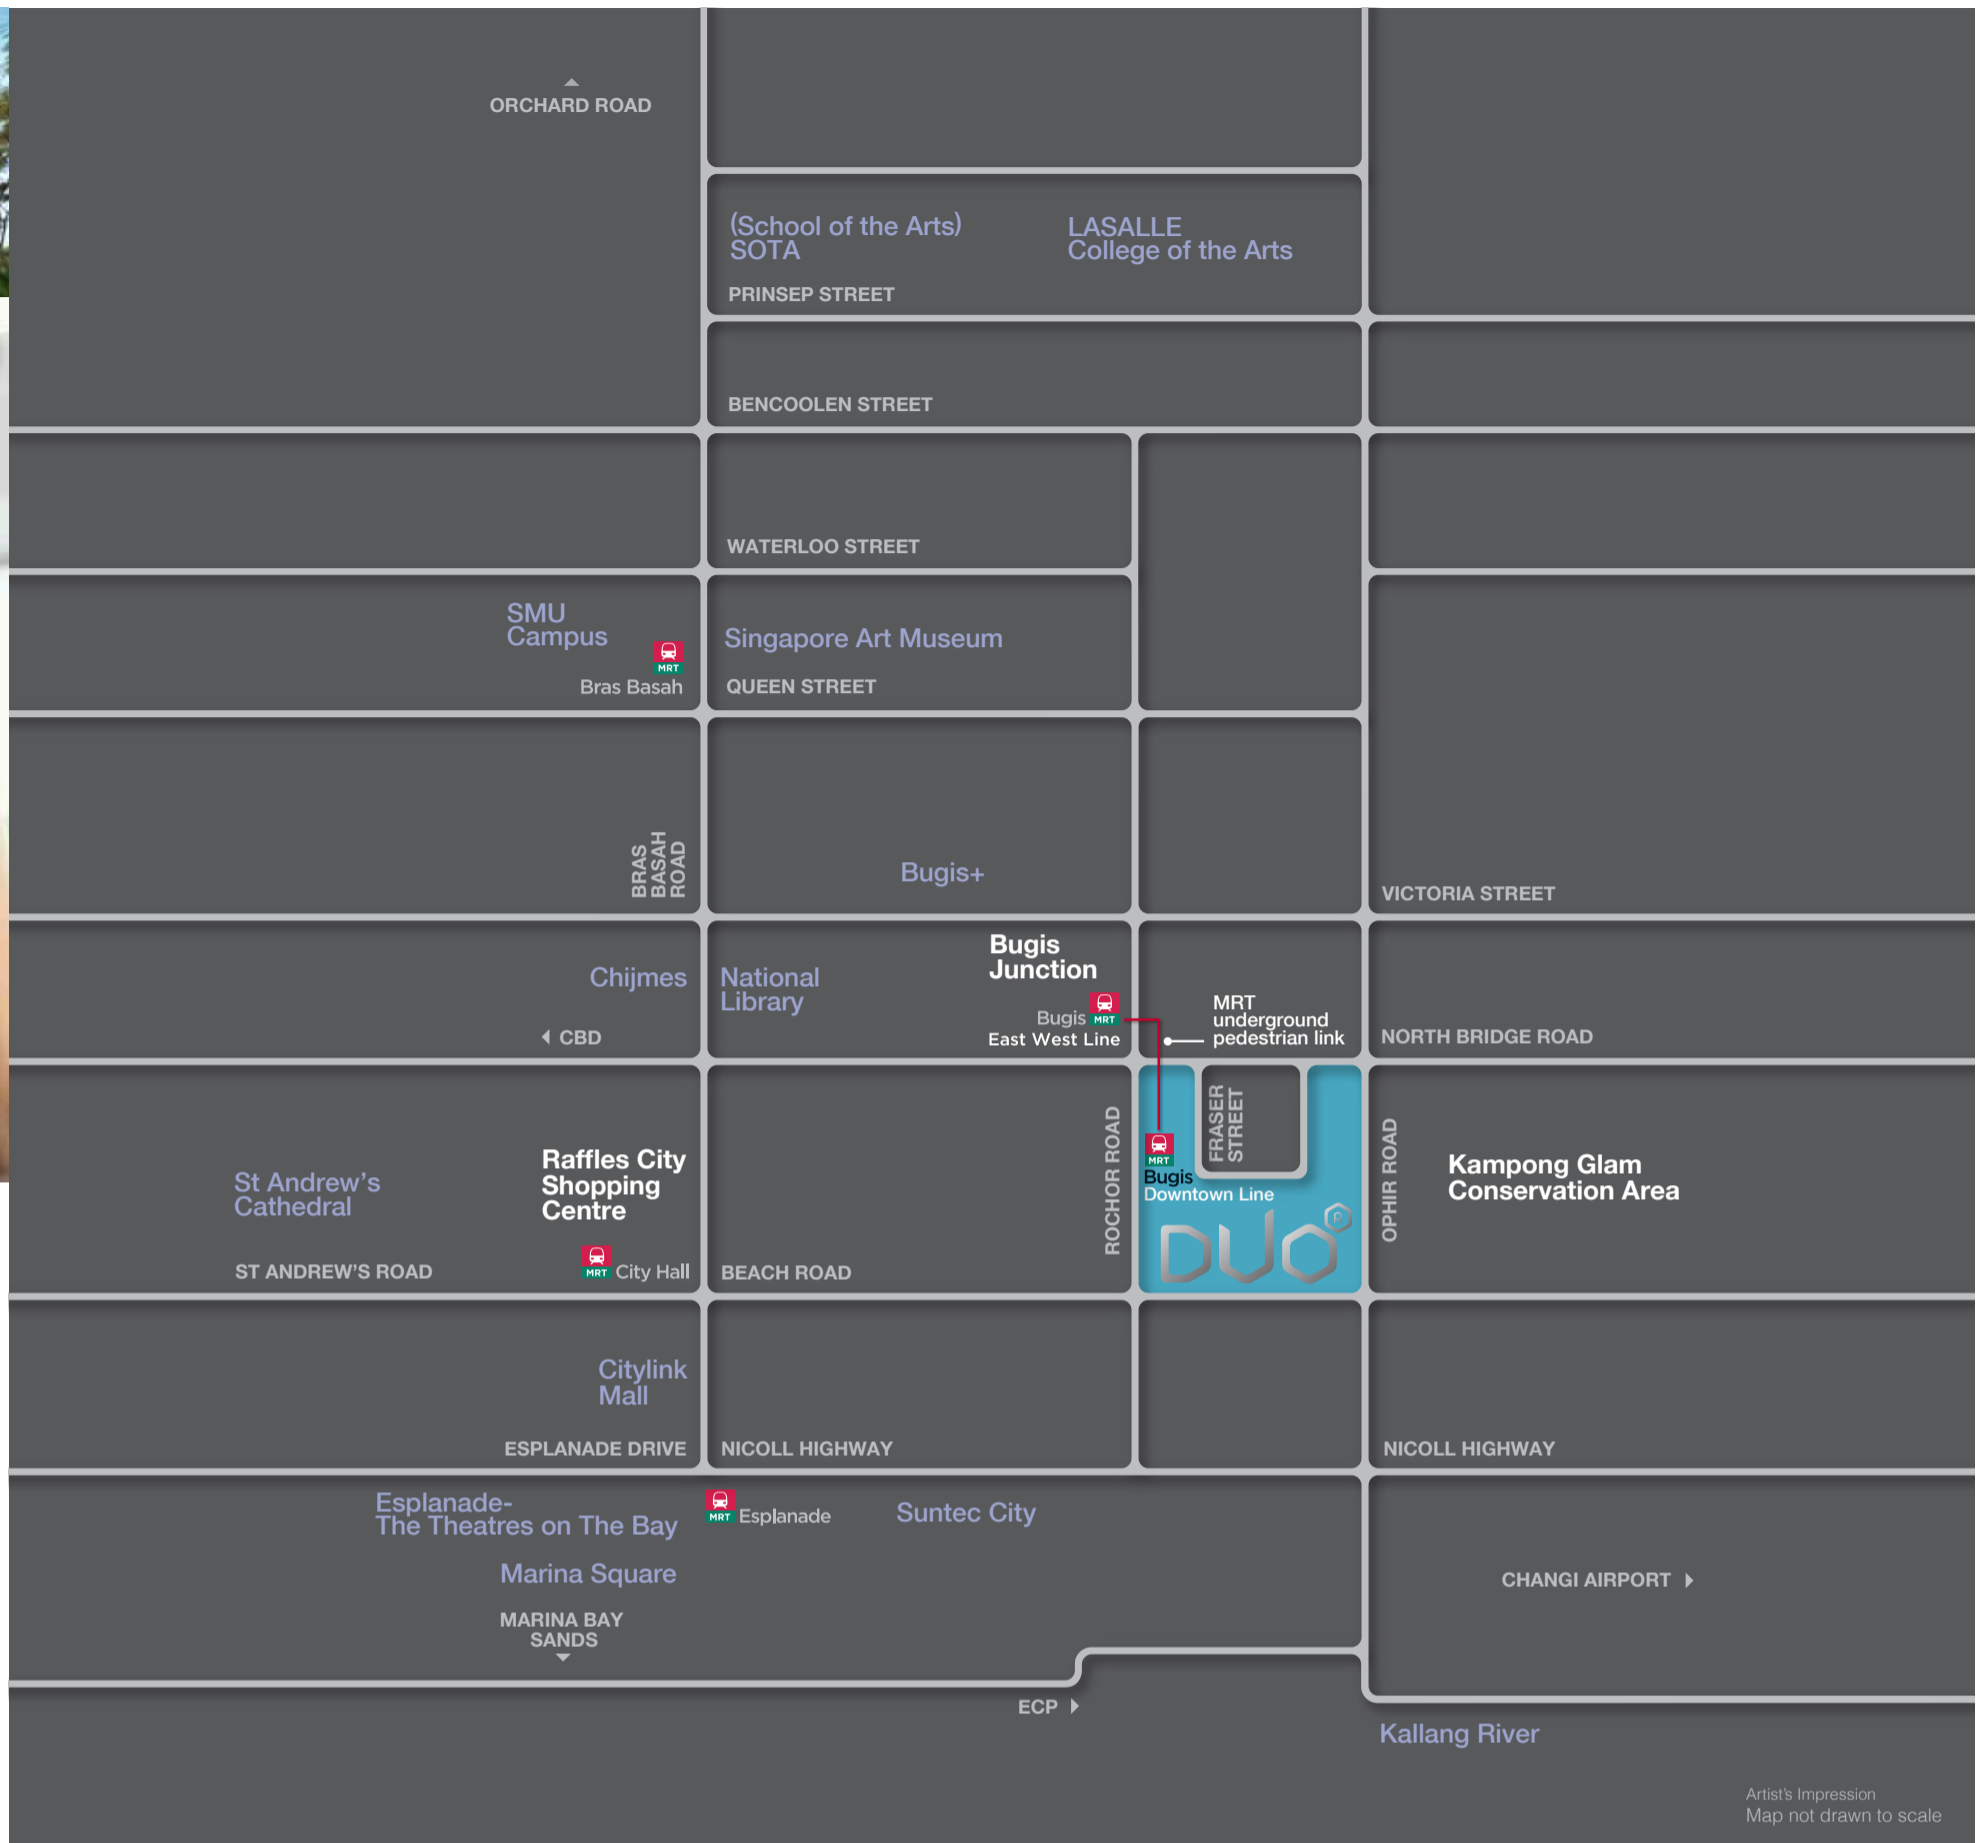 ORCHARD ROAD
(School of the Arts)
SOTA
LASALLE
College of the Arts
PRINSEP STREET
BENCOOLEN STREET
WATERLOO STREET
SMU
Campus
MRT
Bras Basah
Singapore Art Museum
QUEEN STREET
BRAS
BASAH
ROAD
Bugis+
VICTORIA STREET
Chijmes
CBD
National
Library
Bugis
Junction
Bugis
MRT
East West Line
MRT
underground
pedestrian link
NORTH BRIDGE ROAD
St Andrew's
Cathedral
ST ANDREW'S ROAD
Raffles City
Shopping
Centre
MRT
City Hall
BEACH ROAD
ROCHOR ROAD
FRASER
STREET
MRT
Bugis
Downtown Line
DUO
R
OPHIR ROAD
Kampong Glam
Conservation Area
Citylink
Mall
ESPLANADE DRIVE
NICOLL HIGHWAY
NICOLL HIGHWAY
Esplanade-
The Theatres on The Bay
MRT
Esplanade
Suntec City
Marina Square
MARINA BAY
SANDS
CHANGI AIRPORT
ECP
Kallang River
Artist's Impression
Map not drawn to scale